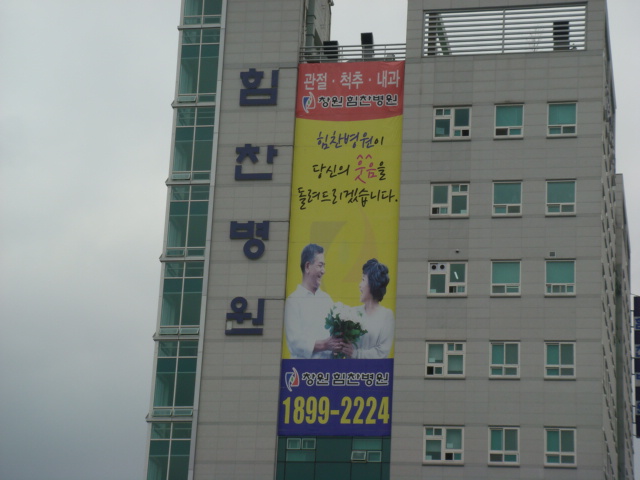 힘찬병원
관절·척추·내과
창원힘찬병원
힘찬병원이
당신의 웃음을
돌려드리겠습니다.
창원힘찬병원
1899-2224